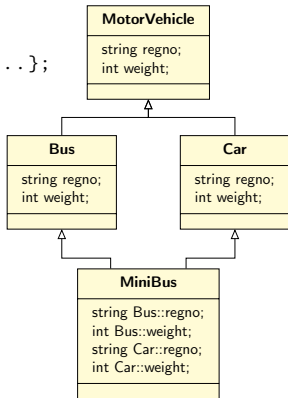 MotorVehicle
string regno;
int weight;
. . };
Bus
string regno;
int weight;
Car
string regno;
int weight;
MiniBus
string Bus::regno;
int Bus::weight;
string Car::regno;
int Car::weight;